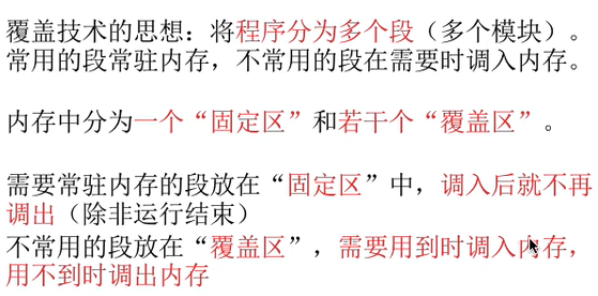 覆盖技术的思想：将程序分为多个段（多个模块）。
常用的段常驻内存，不常用的段在需要时调入内存。
内存中分为一个“固定区”和若干个“覆盖区”。
需要常驻内存的段放在“固定区”中，调入后就不再
调出（除非运行结束）
不常用的段放在“覆盖区”，需要用到时调入内存，
用不到时调出内存